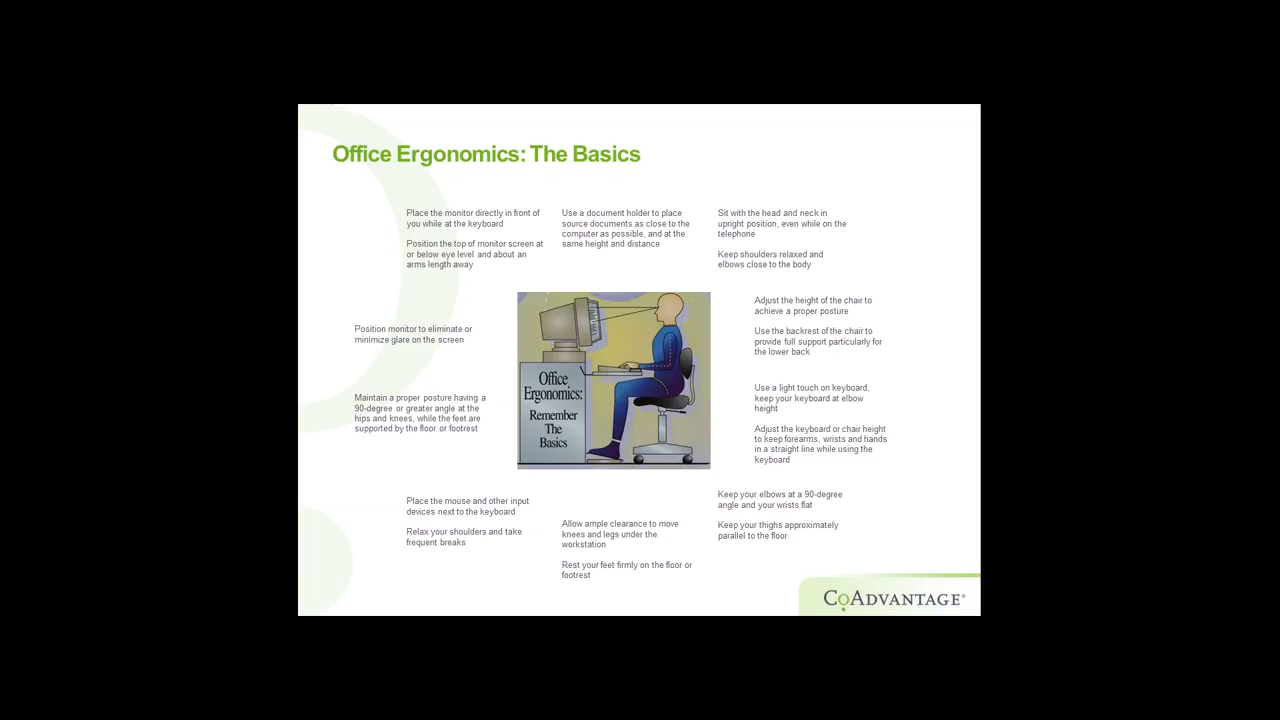 Office Ergonomics: The Basics
Place the monitor directly in front of
you while at the keyboard
Position the top of monitor screen at
or below eye level and about an
arms length away
Use a document holder to place
source documents as close to the
computer as possible, and at the
same height and distance
Sit with the head and neck in
upright position, even while on the
telephone
Keep shoulders relaxed and
elbows close to the body
Position monitor to eliminate or
minimize glare on the screen
Adjust the height of the chair to
achieve a proper posture
Use the backrest of the chair to
provide full support particularly for
the lower back
Maintain a proper posture having a
90-degree or greater angle at the
hips and knees, while the feet are
supported by the floor or footrest
Office
Ergonomics:
Remember
The
Basics
Use a light touch on keyboard,
keep your keyboard at elbow
height
Adjust the keyboard or chair height
to keep forearms, wrists and hands
in a straight line while using the
keyboard
Place the mouse and other input
devices next to the keyboard
Relax your shoulders and take
frequent breaks
Allow ample clearance to move
knees and legs under the
workstation
Rest your feet firmly on the floor or
footrest
Keep your elbows at a 90-degree
angle and your wrists flat
Keep your thighs approximately
parallel to the floor
CoAdvantage®